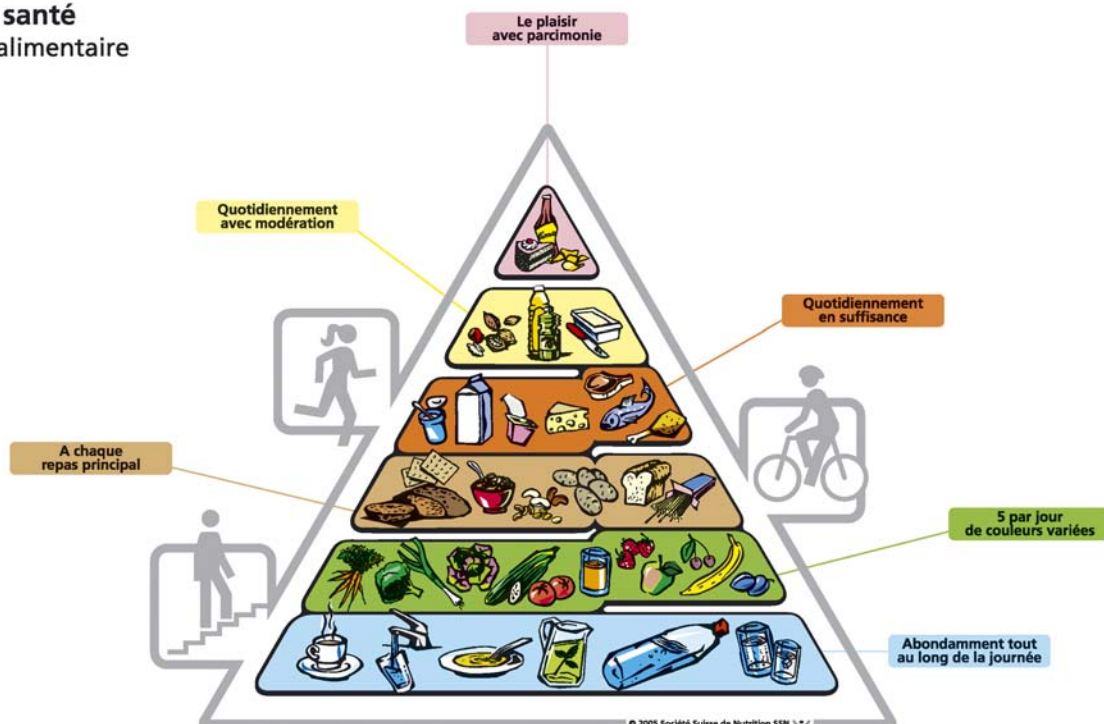 santé
alimentaire
Le plaisir
avec parcimonie
Quotidiennement
avec modération
Quotidiennement
en suffisance
A chaque
repas principal
5 par jour
de couleurs variées
Abondamment tout
au long de la journée
© 2005 Société Suisse de Nutrition SSN